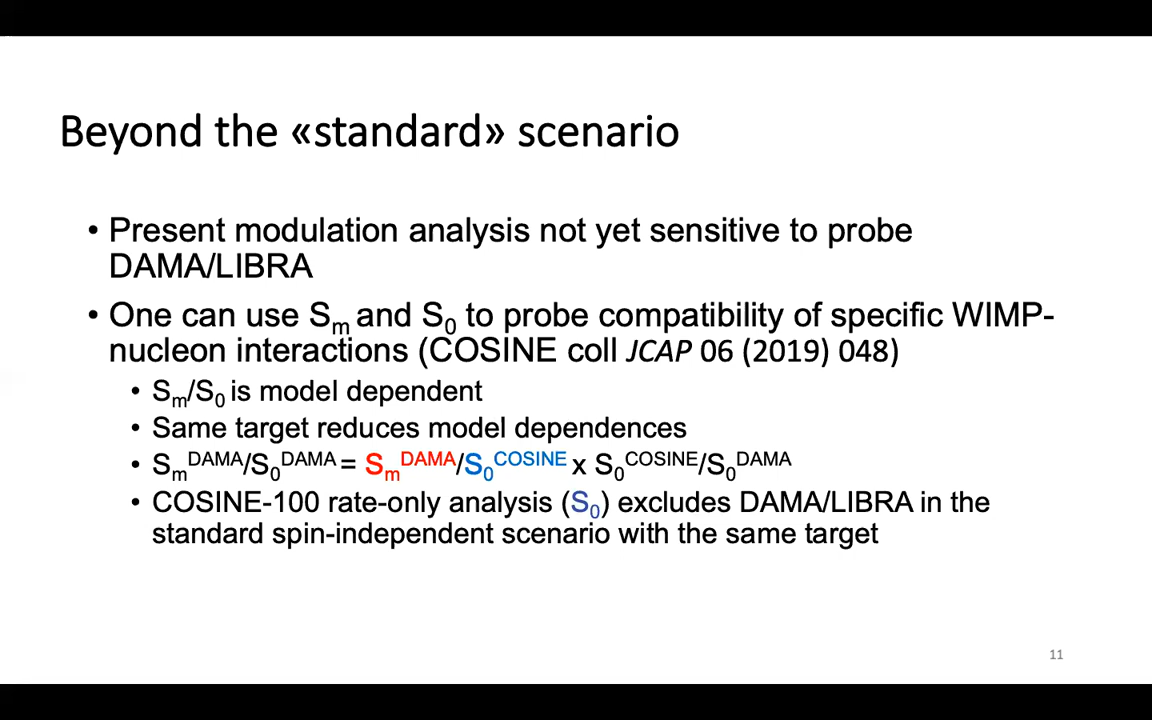 Beyond the «standard» scenario
• Present modulation analysis not yet sensitive to probe
DAMA/LIBRA
• One can use Sm and S0 to probe compatibility of specific WIMP-
nucleon interactions (COSINE coll JCAP 06 (2019) 048)
• Sm/S0 is model dependent
• Same target reduces model dependences
• SmDAMA/S0DAMA = SmDAMA/S0COSINE x S0COSINE/S0DAMA
• COSINE-100 rate-only analysis (S0) excludes DAMA/LIBRA in the
standard spin-independent scenario with the same target
11